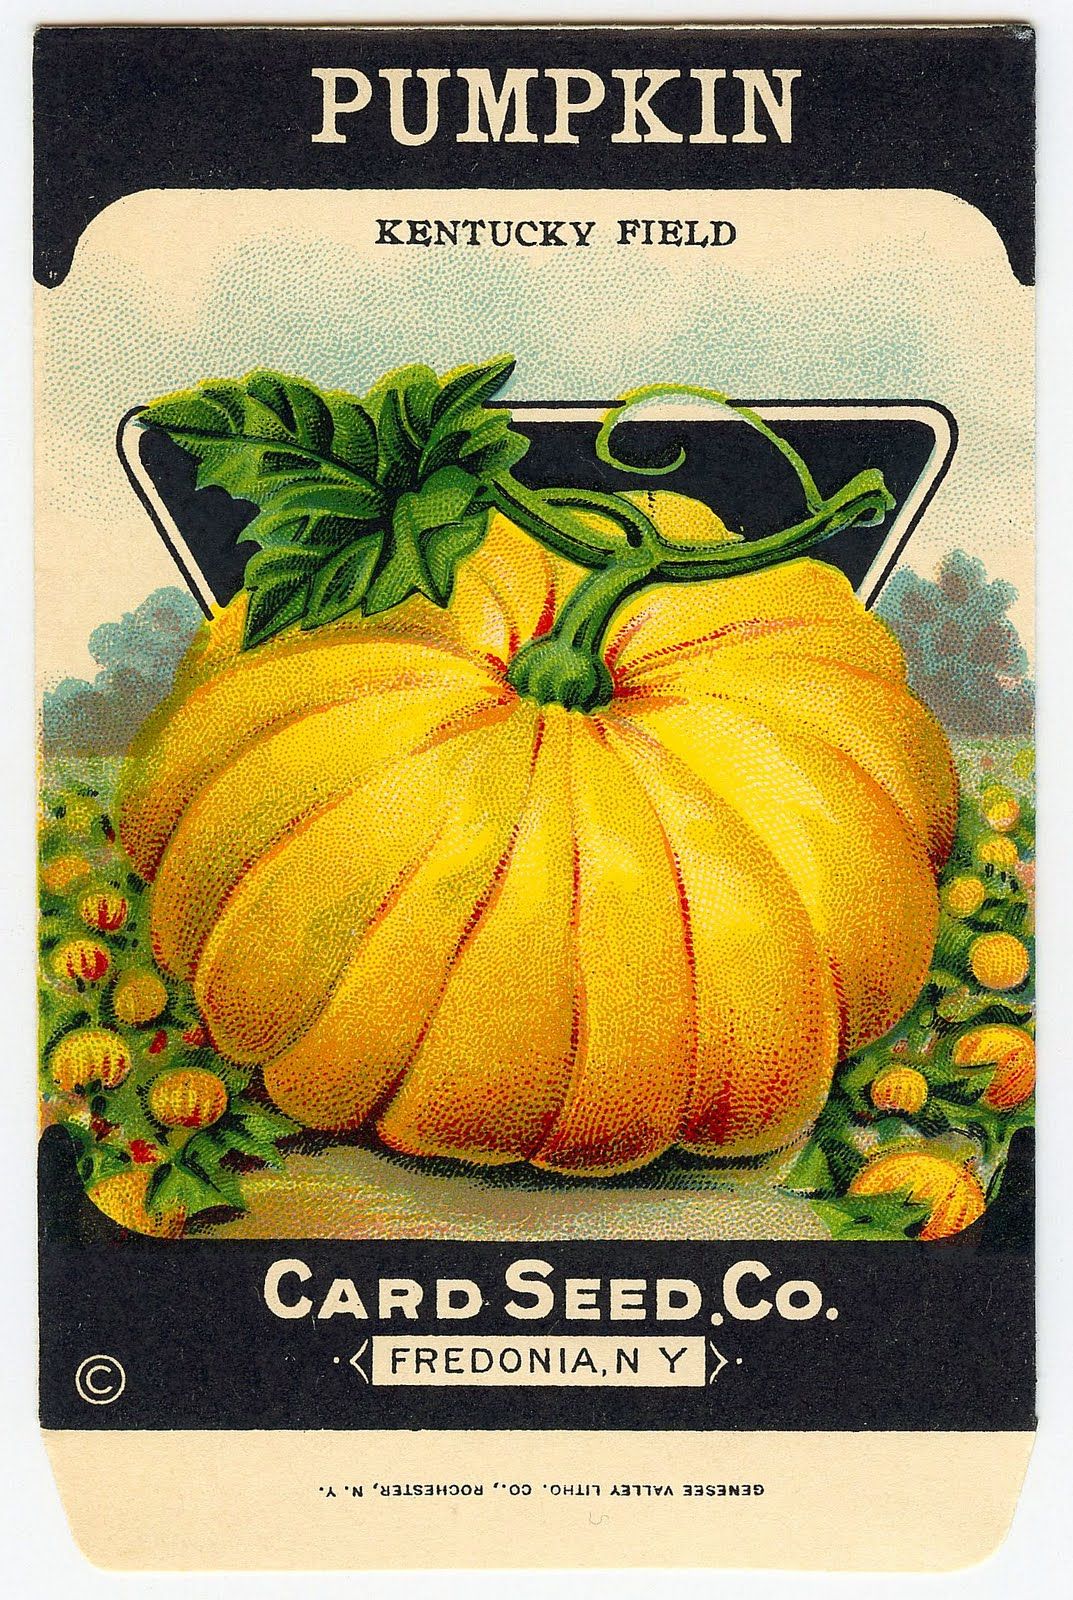 PUMPKIN
KENTUCKY FIELD
CARD SEED.CO.
FREDONIA, N Y
©
GENESEE VALLEY LITHO. CO., ROCHESTER, N. Y.